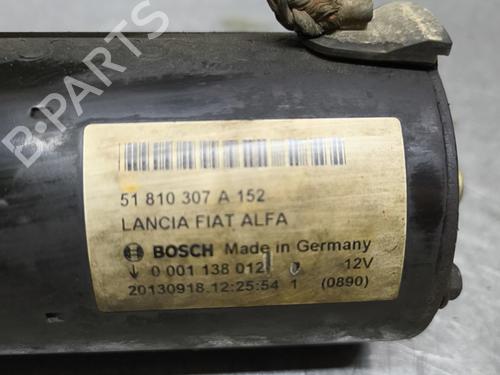 B-PARTS
51 810 307 A 152
LANCIA FIAT ALFA
BOSCH Made in Germany
↓ 0 001 138 012 12V
20130918.12:25:54 1 (0890)